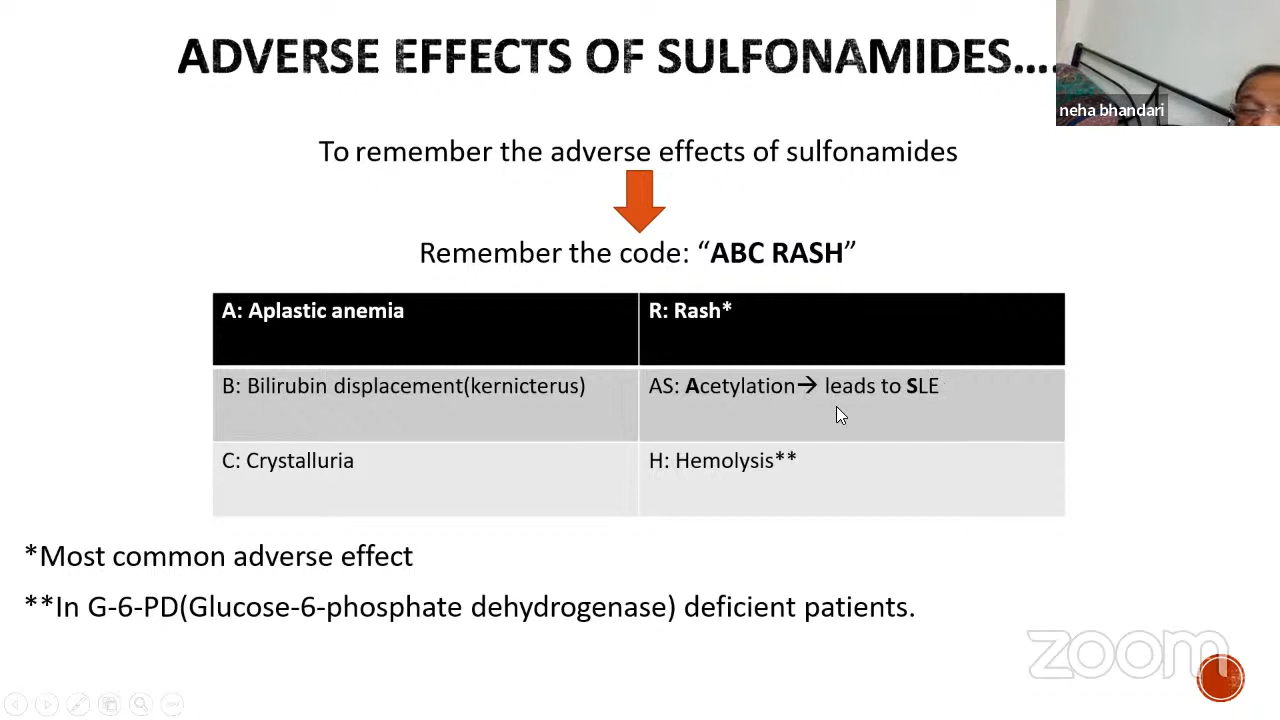 ADVERSE EFFECTS OF SULFONAMIDES....
neha bhandari
To remember the adverse effects of sulfonamides
Remember the code: “ABC RASH”
A: Aplastic anemia
R: Rash*
B: Bilirubin displacement(kernicterus)
AS: Acetylation→ leads to SLE
C: Crystalluria
H: Hemolysis**
*Most common adverse effect
**In G-6-PD(Glucose-6-phosphate dehydrogenase) deficient patients.
zoom